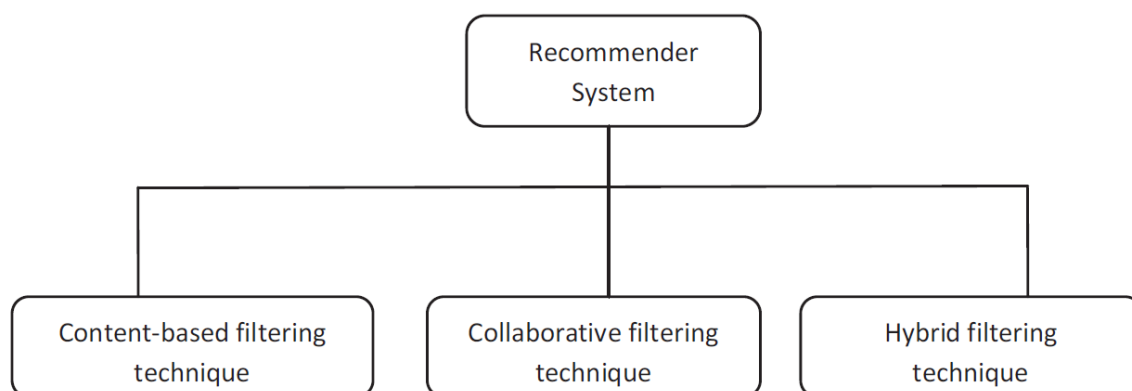 Recommender
System
Content-based filtering
technique
Collaborative filtering
technique
Hybrid filtering
technique